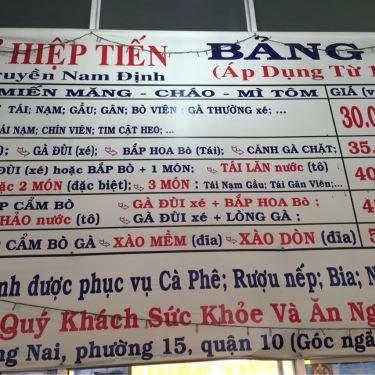 HIỆP TIẾN BẢNG
Truyền Nam Định (Áp Dụng Từ
MIẾN MĂNG - CHÁO - MÌ TÔM GIÁ (V
TÁI; NẠM; GẦU; GÂN; BÒ VIÊN; GÀ THƯỜNG xé; ... 30.0
NẠM; CHÍN VIÊN; TIM CẬT HEO; ...
GÀ ĐÙI (xé); BẮP HOA Bò (Tái); CÁNH GÀ CHẶT; 35.
ĐÙI (xé) hoặc BẮP BÒ + 1 MÓN; TÁI LĂN nước (tô) 40
2 MÓN (đặc biệt); 3 MÓN : Tái Nạm Gầu; Tái Gân Viên;...
CẨM BÒ GÀ ĐÙI xé + BẮP HOA Bò ;
HẢO nước (tô) GÀ ĐÙI xé + LÒNG GÀ ;
CẨM BÒ GÀ XÀO MỀM (đĩa) XÀO DÒN (đĩa)
được phục vụ Cà Phê; Rượu nếp; Bia;
Quý Khách Sức Khỏe Và Ăn Ng
Nai, phường 15, quận 10 (Góc ngã